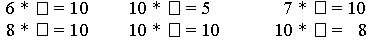 6 * □ = 10 10 * □ = 5 7 * □ = 10
8 * □ = 10 10 * □ = 10 10 * □ = 8